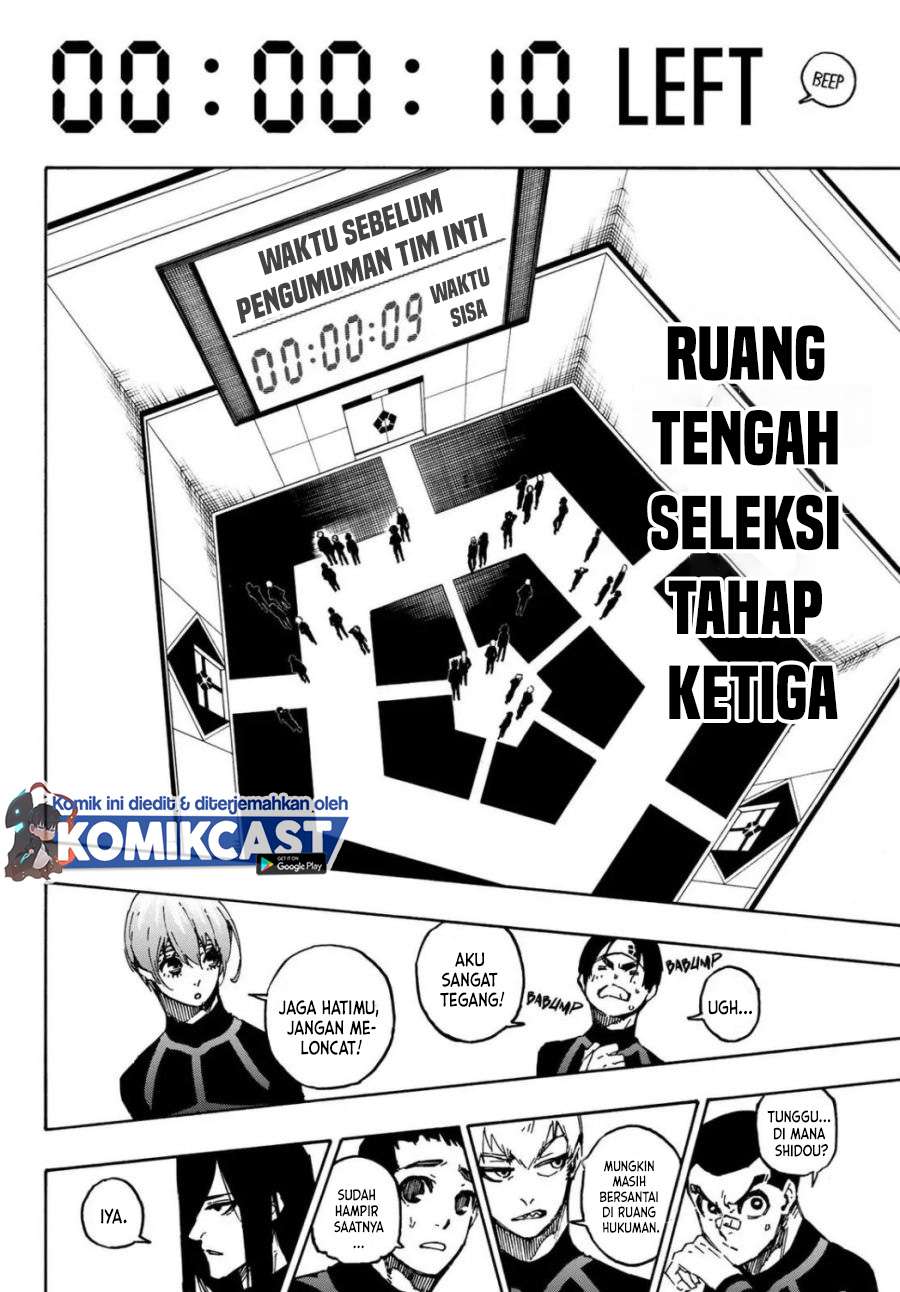 00:00:10 LEFT
BEEP
WAKTU SEBELUM
PENGUMUMAN TIM INTI
00:00:09
WAKTU
SISA
RUANG
TENGAH
SELEKSI
TAHAP
KETIGA
Komik ini diedit & diterjemahkan oleh
KOMIKCAST
GET IT ON
Google Play
UGH...
BABUMP
BABUMP
AKU
SANGAT
TEGANG!
JAGA HATIMU,
JANGAN ME-
LONCAT!
TUNGGU...
DI MANA
SHIDOU?
MUNGKIN
MASIH
BERSANTAI
DI RUANG
HUKUMAN.
SUDAH
HAMPIR
SAATNYA
...
IYA.